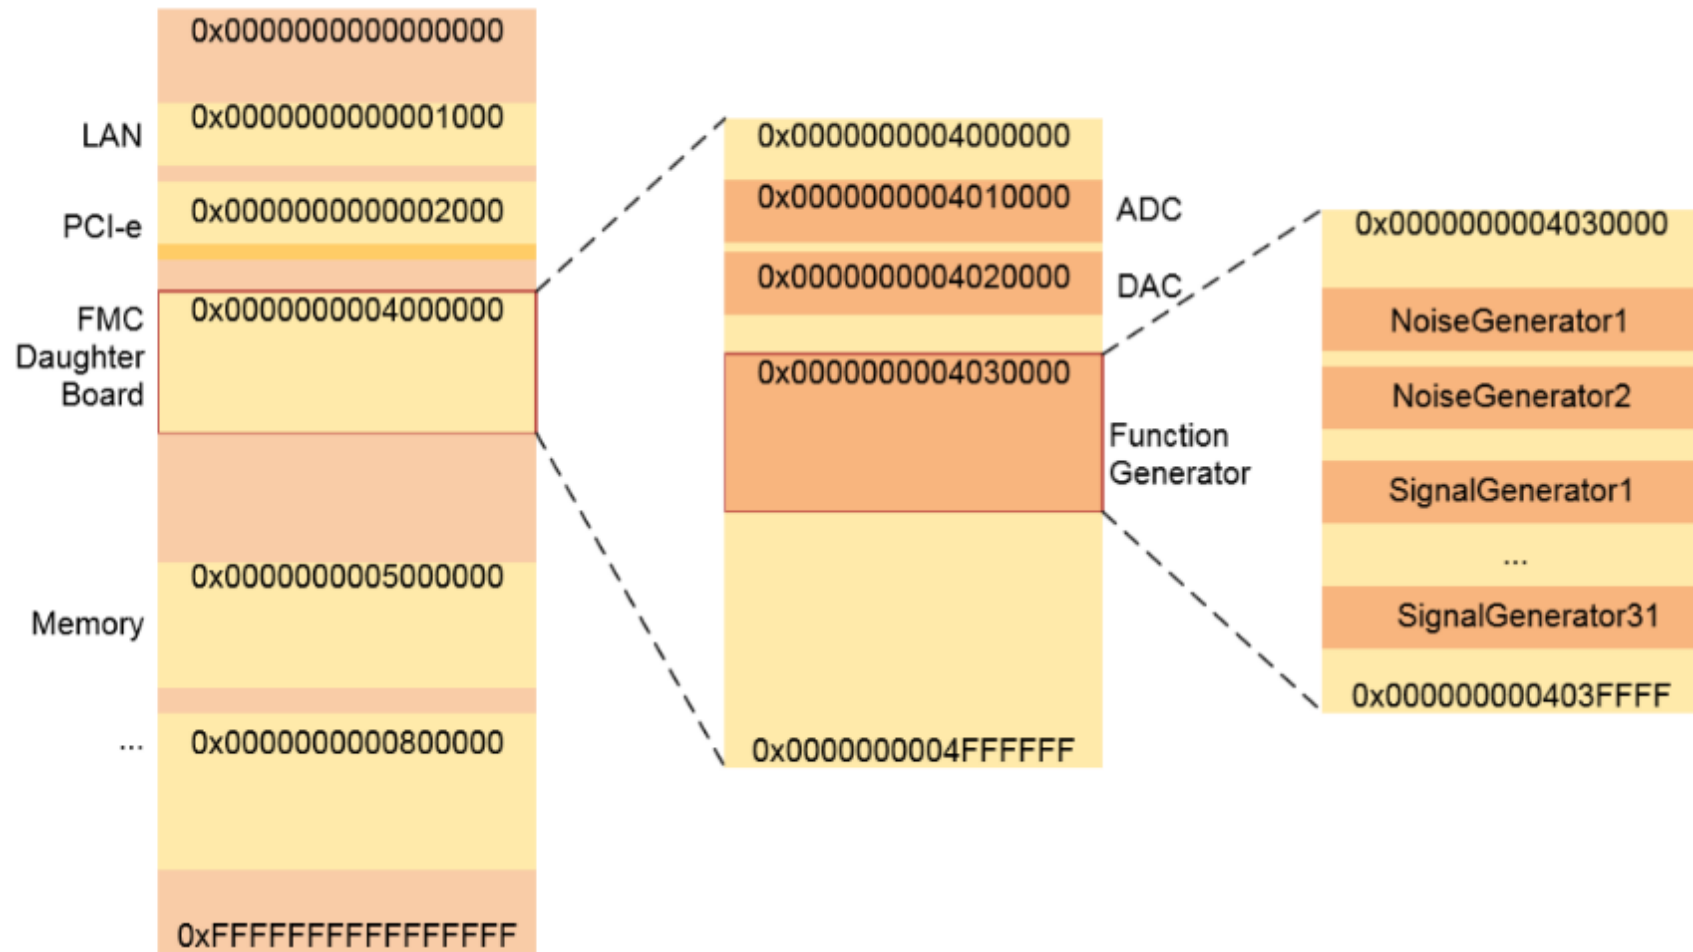 0x0000000000000000
LAN
0x0000000000001000
PCI-e
0x0000000000002000
FMC
Daughter
Board
0x0000000004000000
Memory
0x0000000005000000
...
0x0000000000800000
0xFFFFFFFFFFFFFFFF
0x0000000004000000
0x0000000004010000
ADC
0x0000000004020000
DAC
0x0000000004030000
Function
Generator
0x0000000004FFFFFF
0x0000000004030000
NoiseGenerator1
NoiseGenerator2
SignalGenerator1
...
SignalGenerator31
0x000000000403FFFF